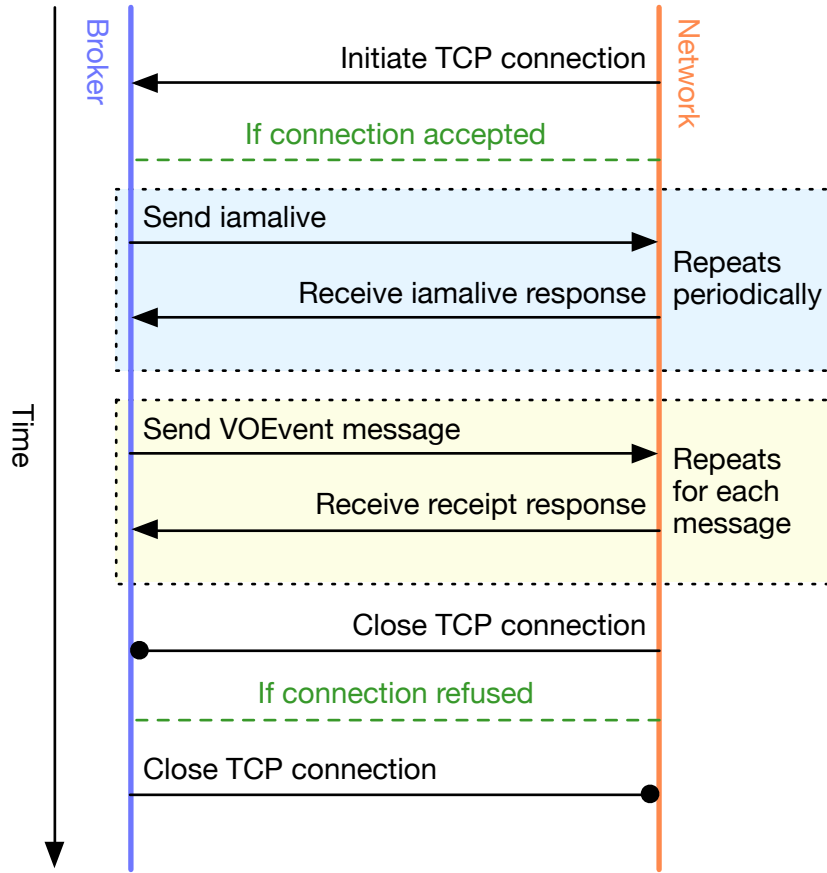 Broker
Network
Initiate TCP connection
If connection accepted
Send iamalive
Receive iamalive response
Repeats
periodically
Time
Send VOEvent message
Receive receipt response
Repeats
for each
message
Close TCP connection
If connection refused
Close TCP connection